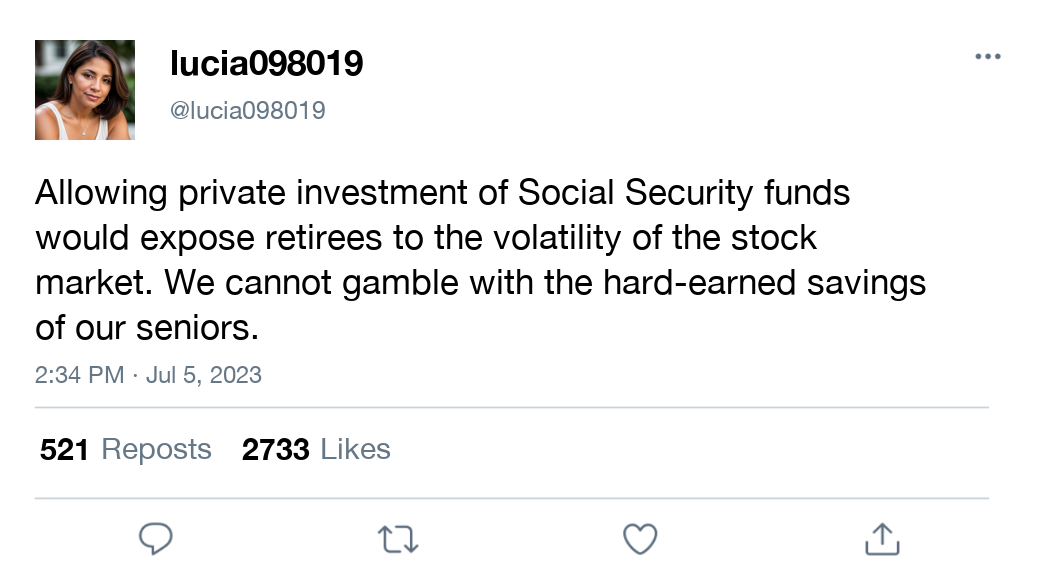 lucia098019
@lucia098019
Allowing private investment of Social Security funds
would expose retirees to the volatility of the stock
market. We cannot gamble with the hard-earned savings
of our seniors.
2:34 PM · Jul 5, 2023
521 Reposts 2733 Likes